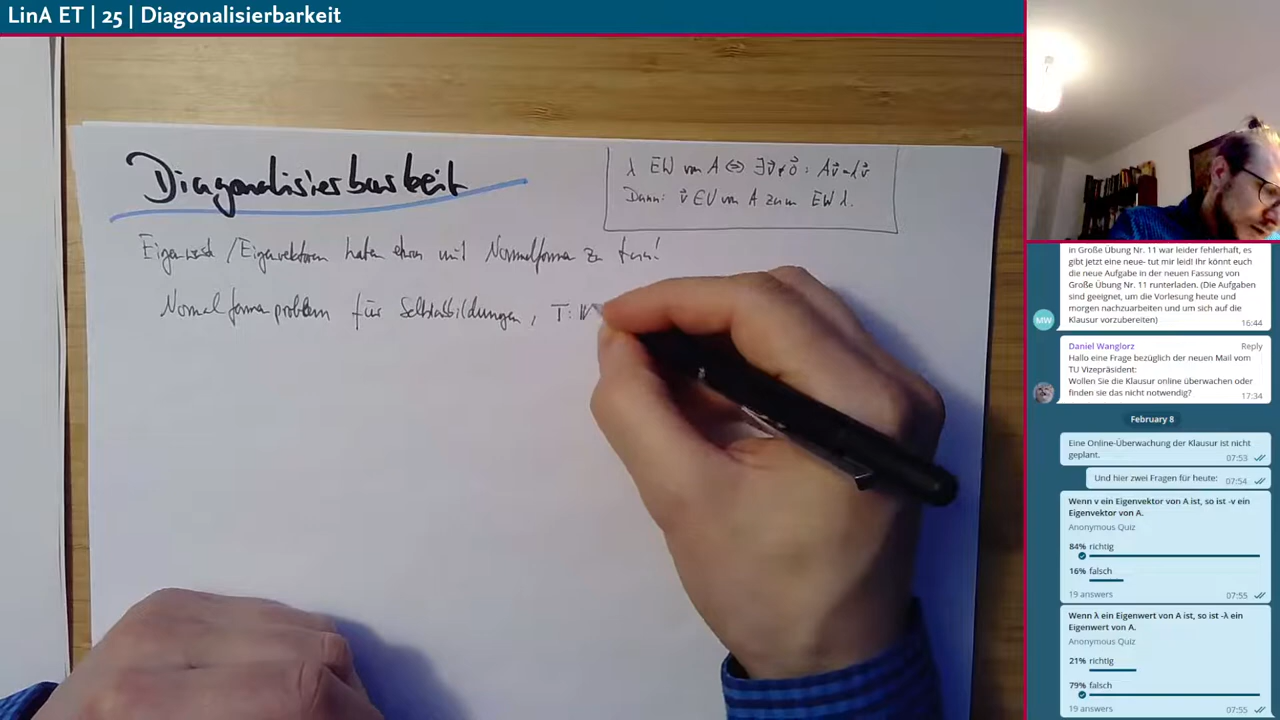 LinA ET | 25 | Diagonalisierbarkeit
Diagonalisierbarkeit
λ EW von A ⇔ ∃v⃗≠0⃗: Av⃗=λv⃗
Dann: v⃗ EV von A zum EW λ.
Eigenwert/Eigenvektoren haben etwas mit Normalformen zu tun!
Normalformenproblem für Selbstabbildungen, T: V
in Große Übung Nr. 11 war leider fehlerhaft, es
gibt jetzt eine neue- tut mir leid! Ihr könnt euch
die neue Aufgabe in der neuen Fassung von
Große Übung Nr. 11 runterladen. (Die Aufgaben
sind geeignet, um die Vorlesung heute und
morgen nachzuarbeiten und um sich auf die
Klausur vorzubereiten)
16:44
MW
Daniel Wanglorz Reply
Hallo eine Frage bezüglich der neuen Mail vom
TU Vizepräsident:
Wollen Sie die Klausur online überwachen oder
finden sie das nicht notwendig?
17:34
February 8
Eine Online-Überwachung der Klausur ist nicht
geplant. 07:53
Und hier zwei Fragen für heute: 07:54
Wenn v ein Eigenvektor von A ist, so ist -v ein
Eigenvektor von A.
Anonymous Quiz
84% richtig
16% falsch
19 answers 07:55
Wenn λ ein Eigenwert von A ist, so ist -λ ein
Eigenwert von A.
Anonymous Quiz
21% richtig
79% falsch
19 answers 07:55